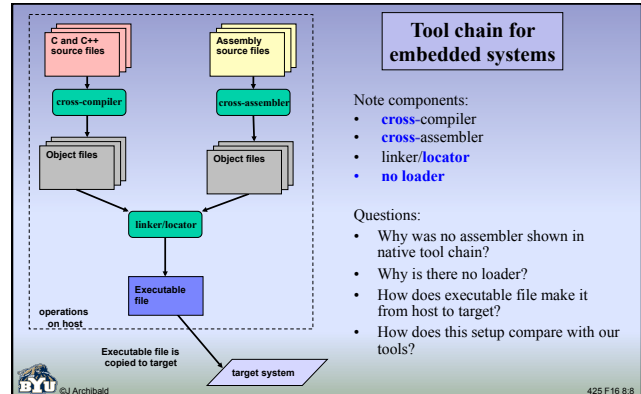 Tool chain for
embedded systems
C and C++
source files
Assembly
source files
cross-compiler
cross-assembler
Object files
Object files
linker/locator
Executable
file
operations
on host
Executable file is
copied to target
target system
Note components:
• cross-compiler
• cross-assembler
• linker/locator
• no loader
Questions:
• Why was no assembler shown in
native tool chain?
• Why is there no loader?
• How does executable file make it
from host to target?
• How does this setup compare with our
tools?
BYU ©J Archibald
425 F16 8:8